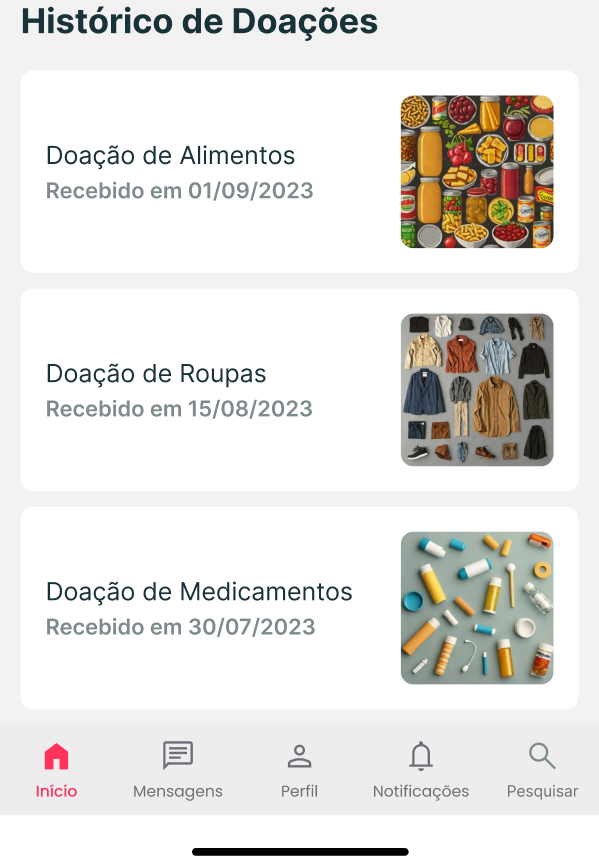 Histórico de Doações
Doação de Alimentos
Recebido em 01/09/2023
Doação de Roupas
Recebido em 15/08/2023
Doação de Medicamentos
Recebido em 30/07/2023
Início
Mensagens
Perfil
Notificações
Pesquisar